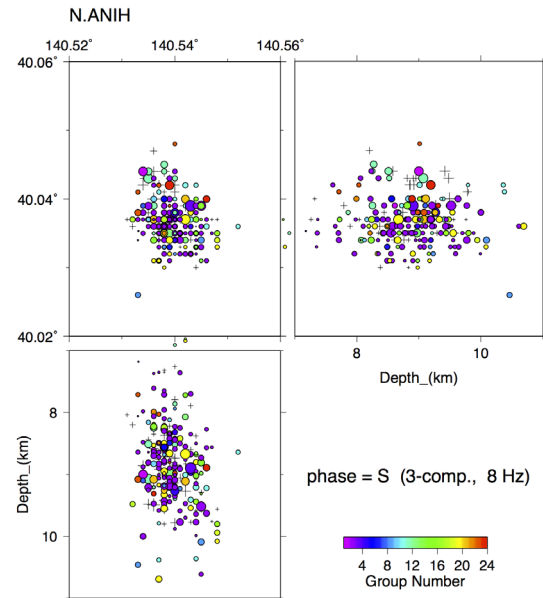 N.ANIH
140.52˚ 140.54˚ 140.56˚
40.06˚
40.04˚
40.02˚
8 10
Depth_(km)
8
10
Depth_(km)
phase = S (3-comp., 8 Hz)
4 8 12 16 20 24
Group Number